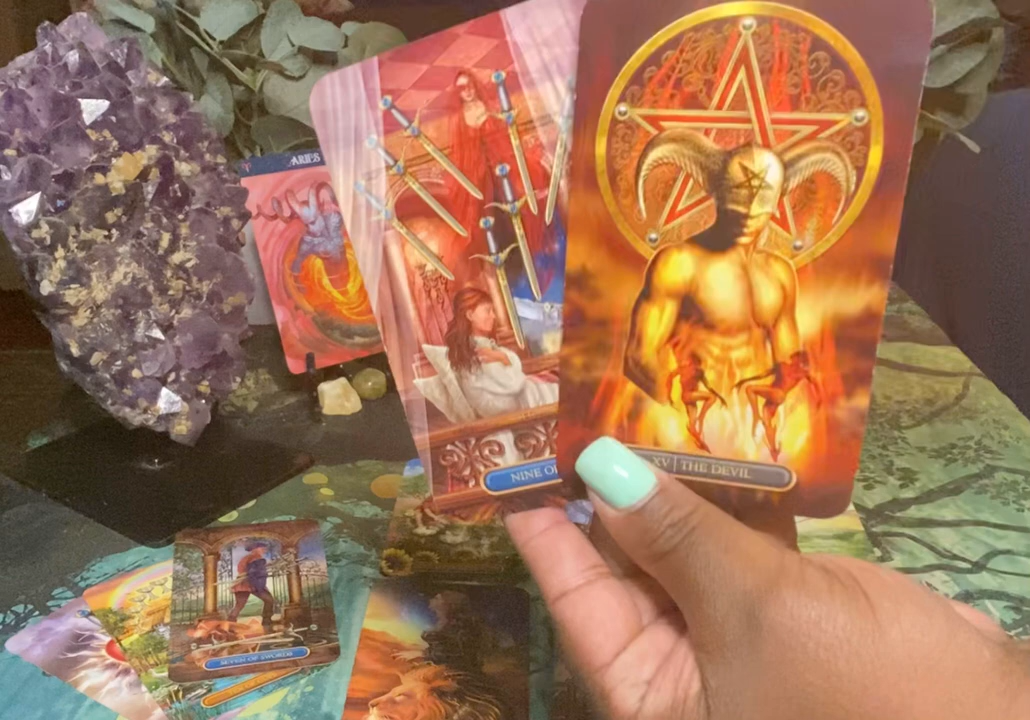 ARIES
NINE OF
XV | THE DEVIL
SEVEN OF SWORDS